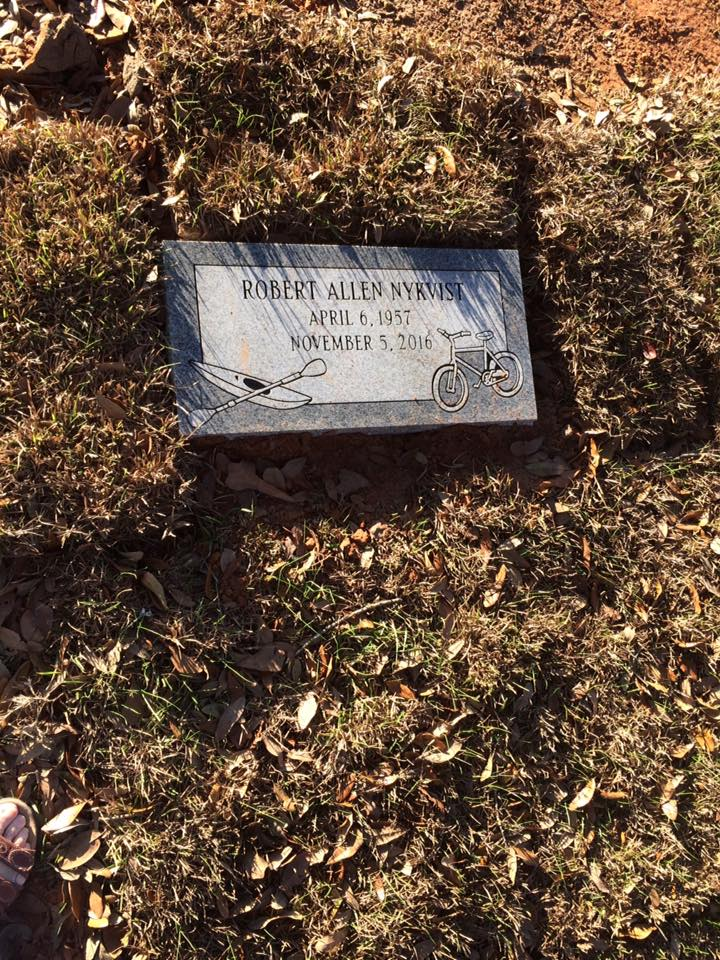 ROBERT ALLEN NYKVIST
APRIL 6, 1957
NOVEMBER 5, 2016